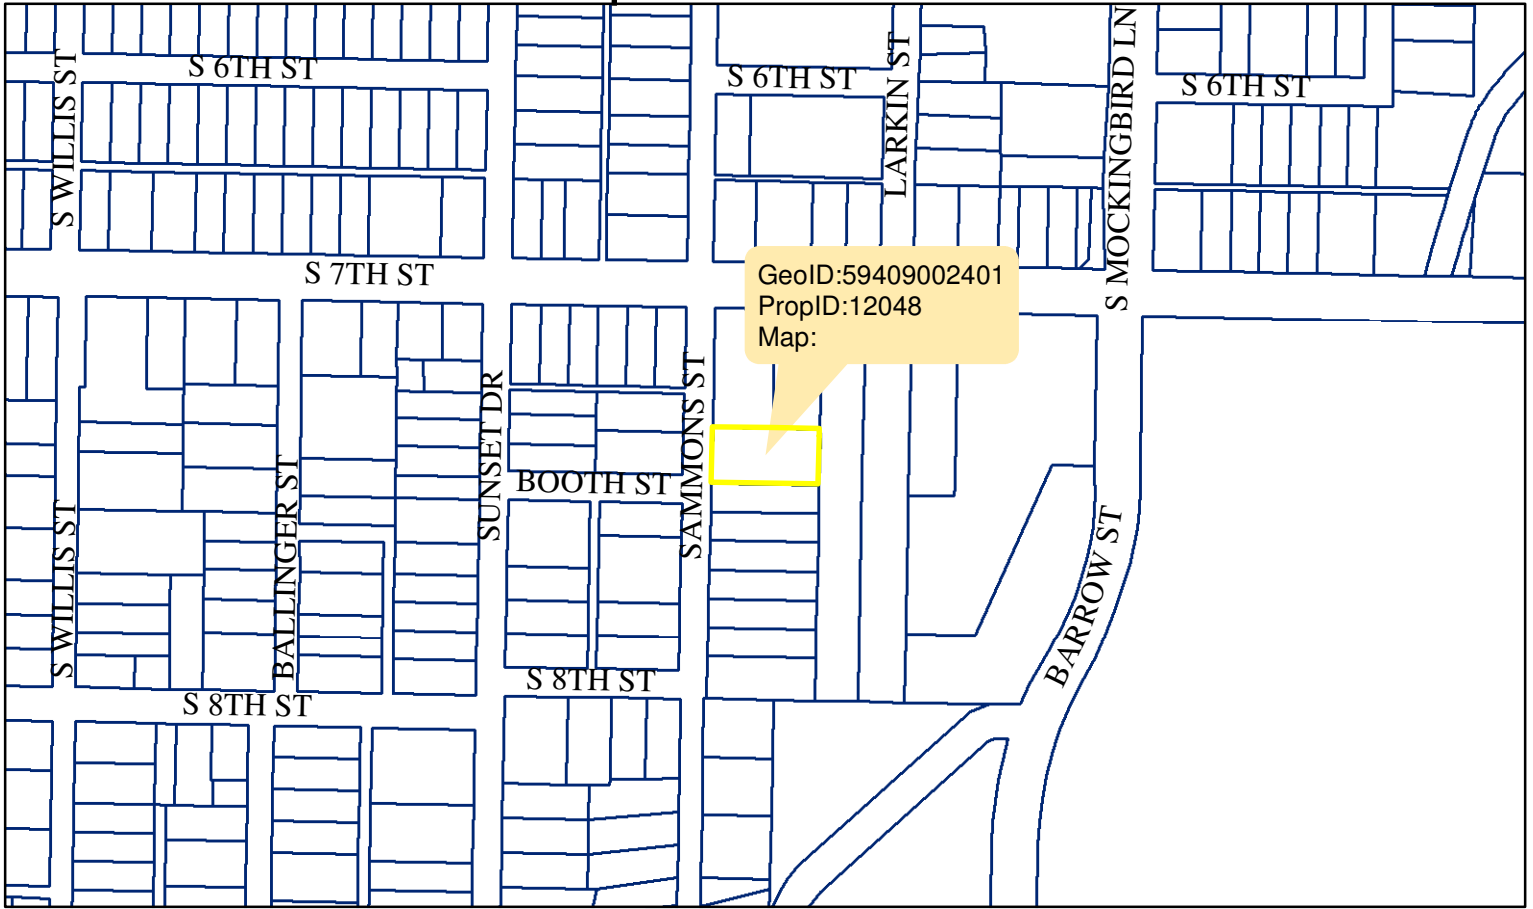 S 6TH ST
S 6TH ST
S 6TH ST
S WILLIS ST
LARKIN ST
S MOCKINGBIRD LN
S 7TH ST
GeoID:59409002401
PropID:12048
Map:
SUNSET DR
SAMMONS ST
BOOTH ST
S WILLIS ST
BALLINGER ST
BARROW ST
S 8TH ST
S 8TH ST